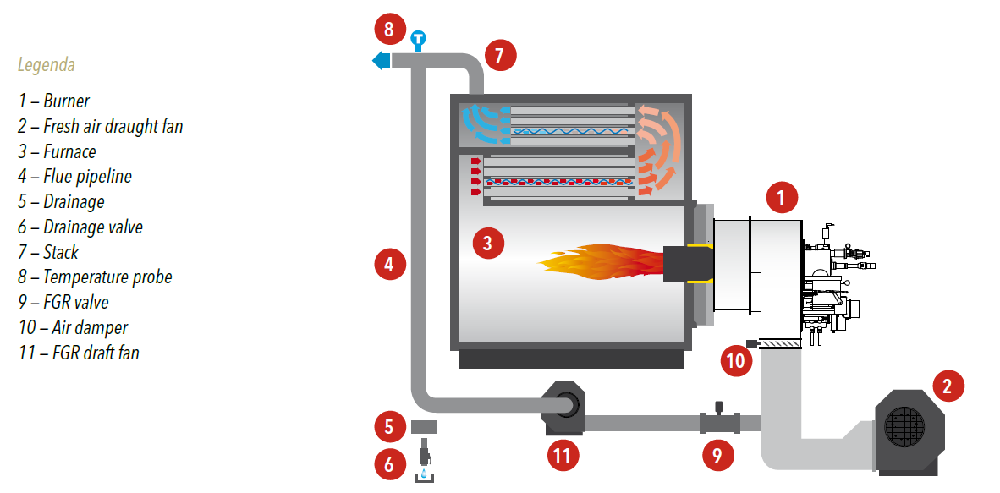 Legenda
1 – Burner
2 – Fresh air draught fan
3 – Furnace
4 – Flue pipeline
5 – Drainage
6 – Drainage valve
7 – Stack
8 – Temperature probe
9 – FGR valve
10 – Air damper
11 – FGR draft fan
8
T
7
1
3
4
10
2
5
11
9
6